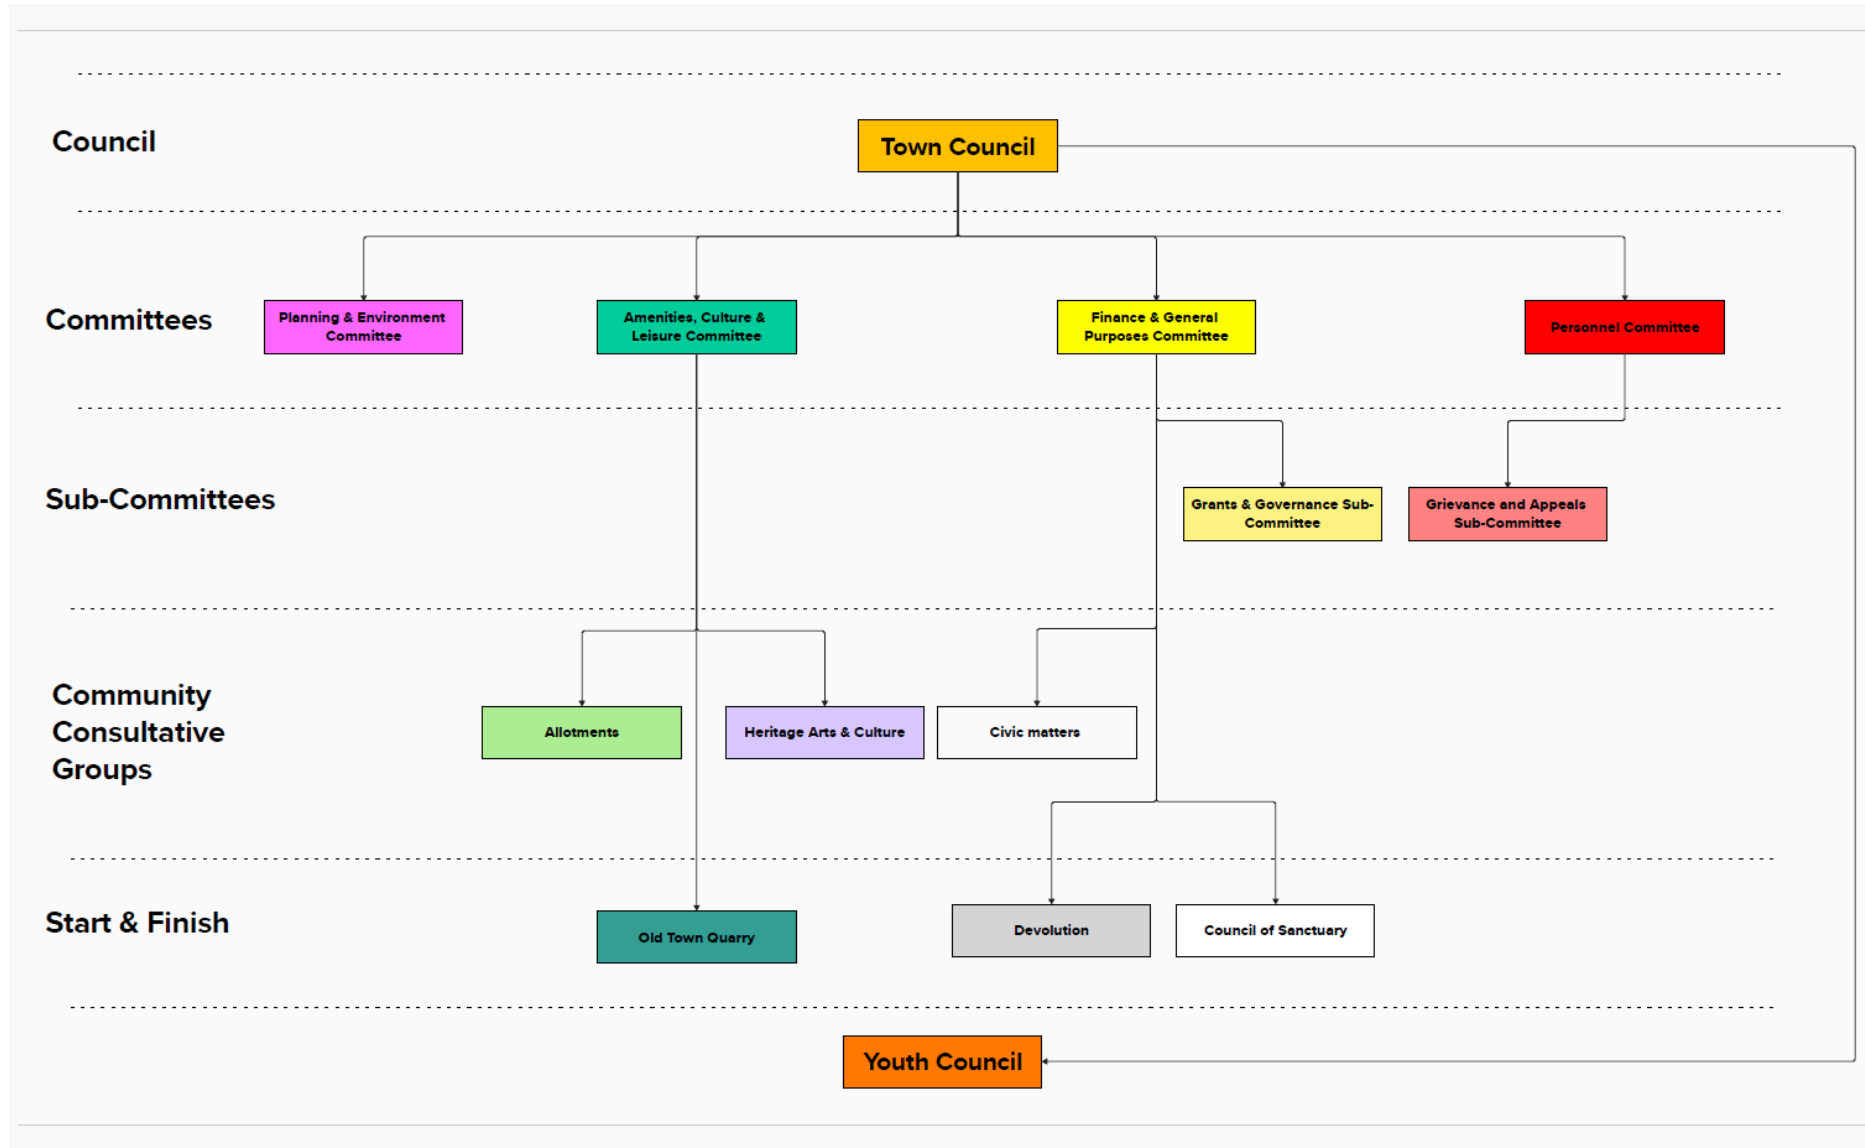 Council
Town Council
Committees
Planning & Environment
Committee
Amenities, Culture &
Leisure Committee
Finance & General
Purposes Committee
Personnel Committee
Sub-Committees
Grants & Governance Sub-
Committee
Grievance and Appeals
Sub-Committee
Community
Consultative
Groups
Allotments
Heritage Arts & Culture
Civic matters
Start & Finish
Old Town Quarry
Devolution
Council of Sanctuary
Youth Council